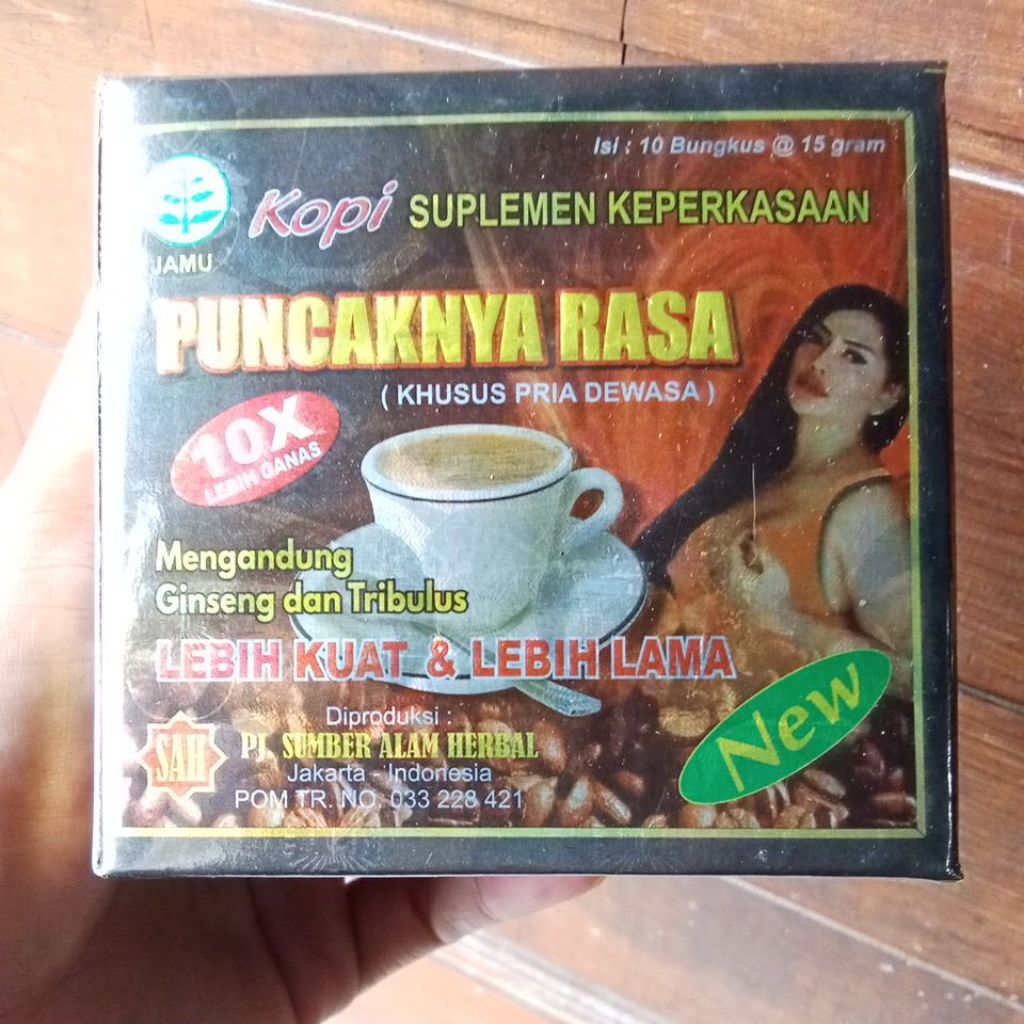 Isi : 10 Bungkus @ 15 gram
Kopi SUPLEMEN KEPERKASAAN
JAMU
PUNCAKNYA RASA
( KHUSUS PRIA DEWASA )
10X
LEBIH GANAS
Mengandung
Ginseng dan Tribulus
LEBIH KUAT & LEBIH LAMA
New
Diproduksi :
SAH PJ. SUMBER ALAM HERBAL
Jakarta - Indonesia
POM TR. NO. 033 228 421